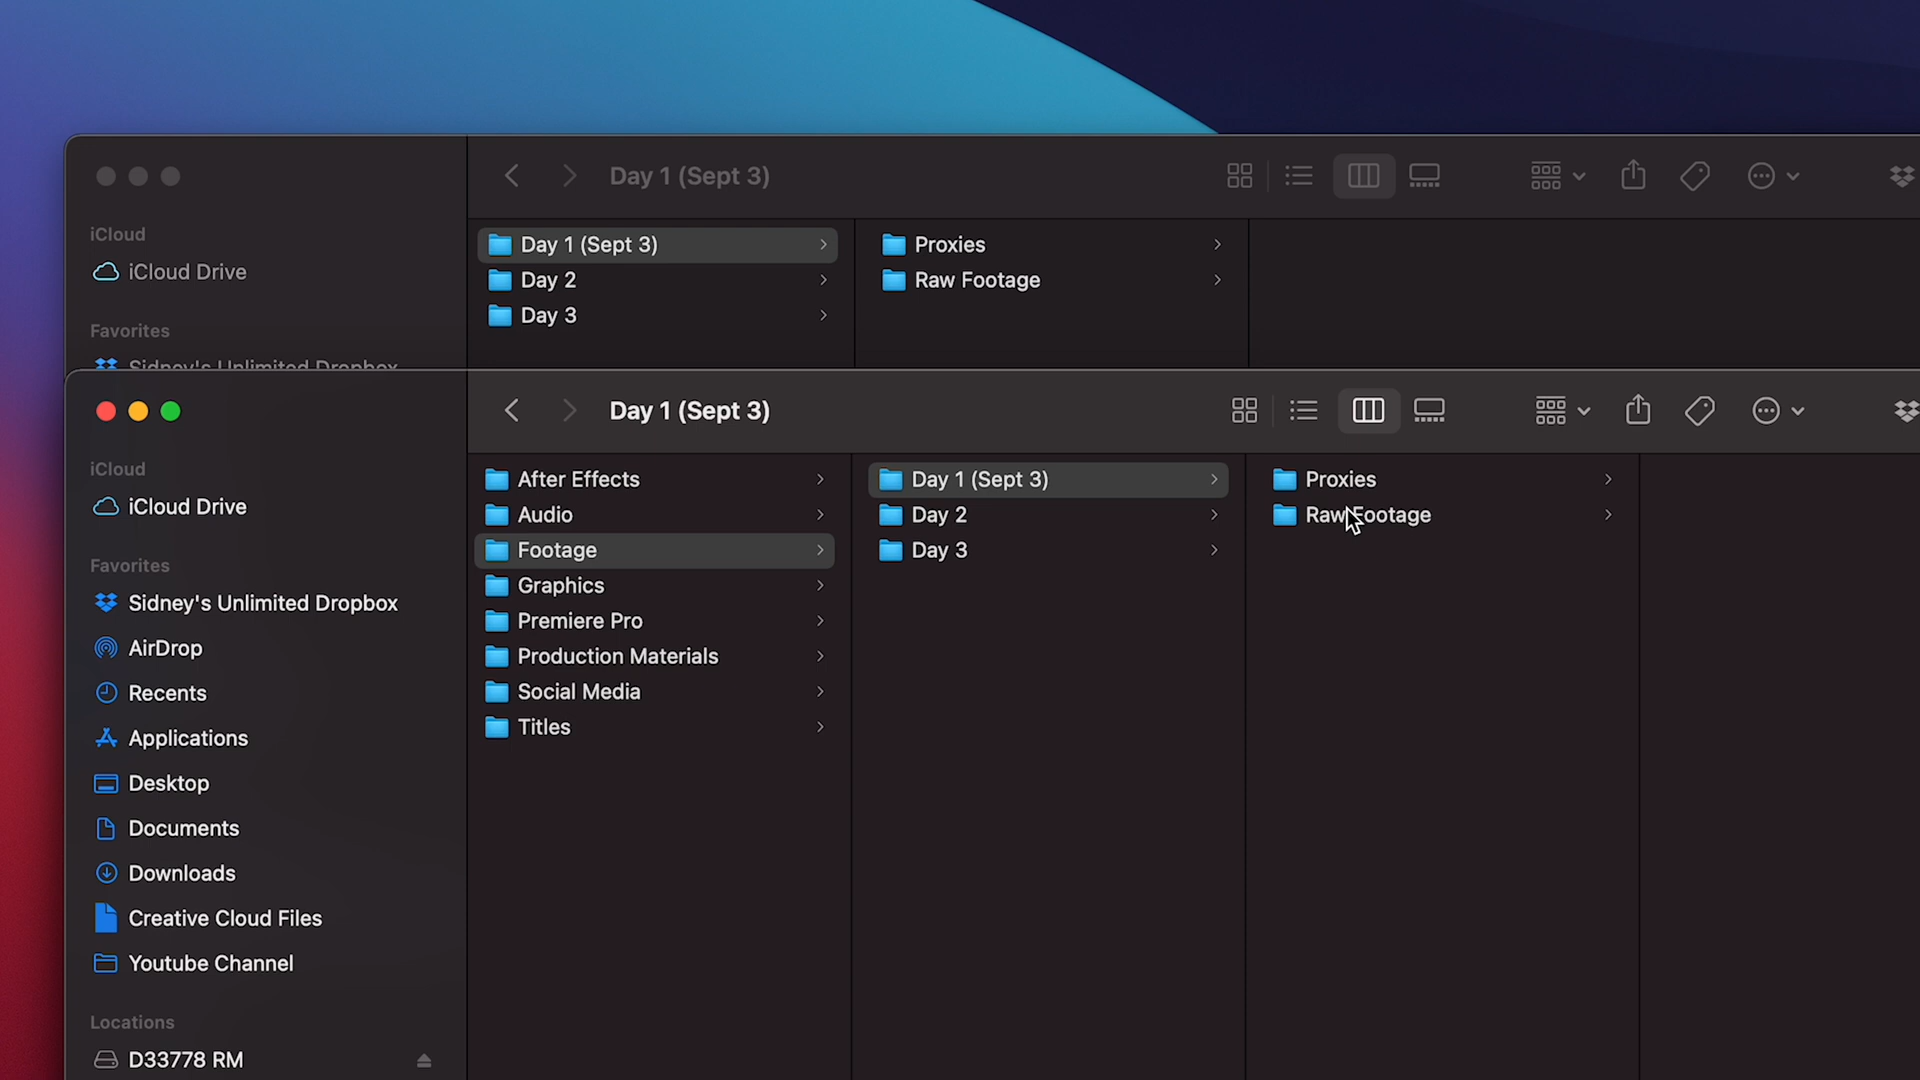 Day 1 (Sept 3)
iCloud
iCloud Drive
Favorites
Sidney's Unlimited Dropbox
Day 1 (Sept 3)
Day 2
Day 3
Proxies
Raw Footage
Day 1 (Sept 3)
iCloud
iCloud Drive
Favorites
Sidney's Unlimited Dropbox
AirDrop
Recents
Applications
Desktop
Documents
Downloads
Creative Cloud Files
Youtube Channel
Locations
D33778 RM
After Effects
Audio
Footage
Graphics
Premiere Pro
Production Materials
Social Media
Titles
Day 1 (Sept 3)
Day 2
Day 3
Proxies
Raw Footage